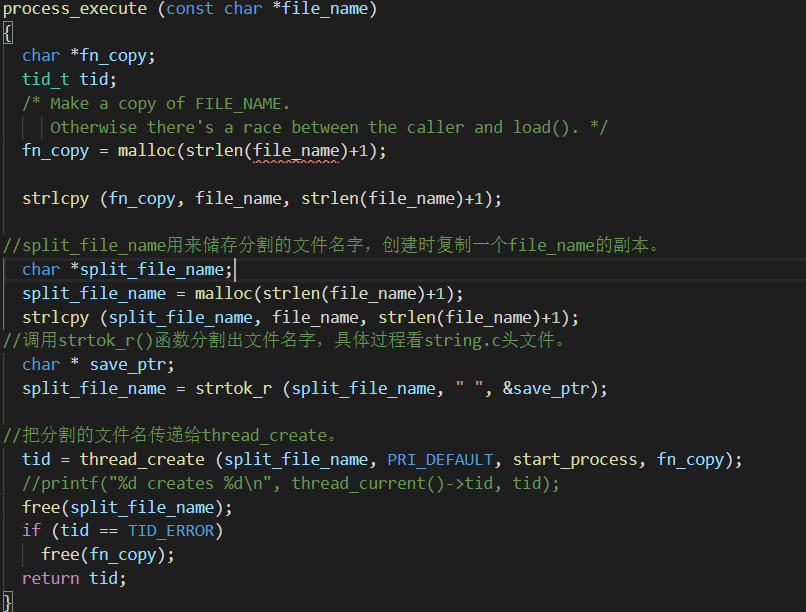 process_execute (const char *file_name)
{
char *fn_copy;
tid_t tid;
/* Make a copy of FILE_NAME.
Otherwise there's a race between the caller and load(). */
fn_copy = malloc(strlen(file_name)+1);
strlcpy (fn_copy, file_name, strlen(file_name)+1);
//split_file_name用来储存分割的文件名字，创建时复制一个file_name的副本。
char *split_file_name;
split_file_name = malloc(strlen(file_name)+1);
strlcpy (split_file_name, file_name, strlen(file_name)+1);
//调用strtok_r()函数分割出文件名字，具体过程看string.c头文件。
char * save_ptr;
split_file_name = strtok_r (split_file_name, " ", &save_ptr);
//把分割的文件名传递给thread_create。
tid = thread_create (split_file_name, PRI_DEFAULT, start_process, fn_copy);
//printf("%d creates %d\n", thread_current()->tid, tid);
free(split_file_name);
if (tid == TID_ERROR)
free(fn_copy);
return tid;
}